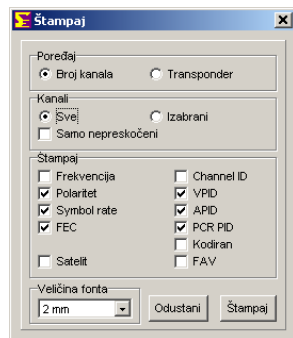 Štampaj
Poređaj
Broj kanala Transponder
Kanali
Sve Izabrani
Samo nepreskočeni
Štampaj
Frekvencija Channel ID
Polaritet VPID
Symbol rate APID
FEC PCR PID
Kodiran
Satelit FAV
Veličina fonta
2 mm Odustani Štampaj